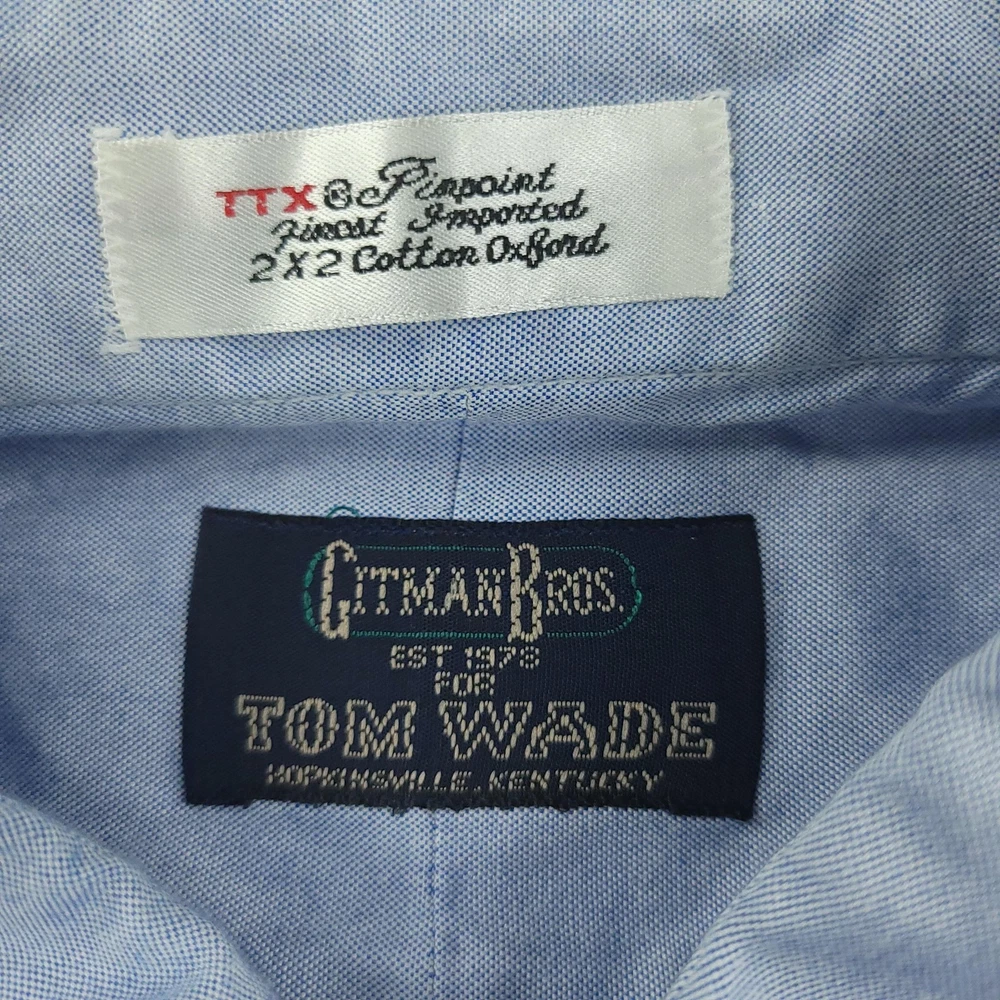 TTX® Pinpoint
Finest Imported
2 X 2 Cotton Oxford
GITMAN BROS.
EST 1978
FOR
TOM WADE
HOPKINSVILLE, KENTUCKY